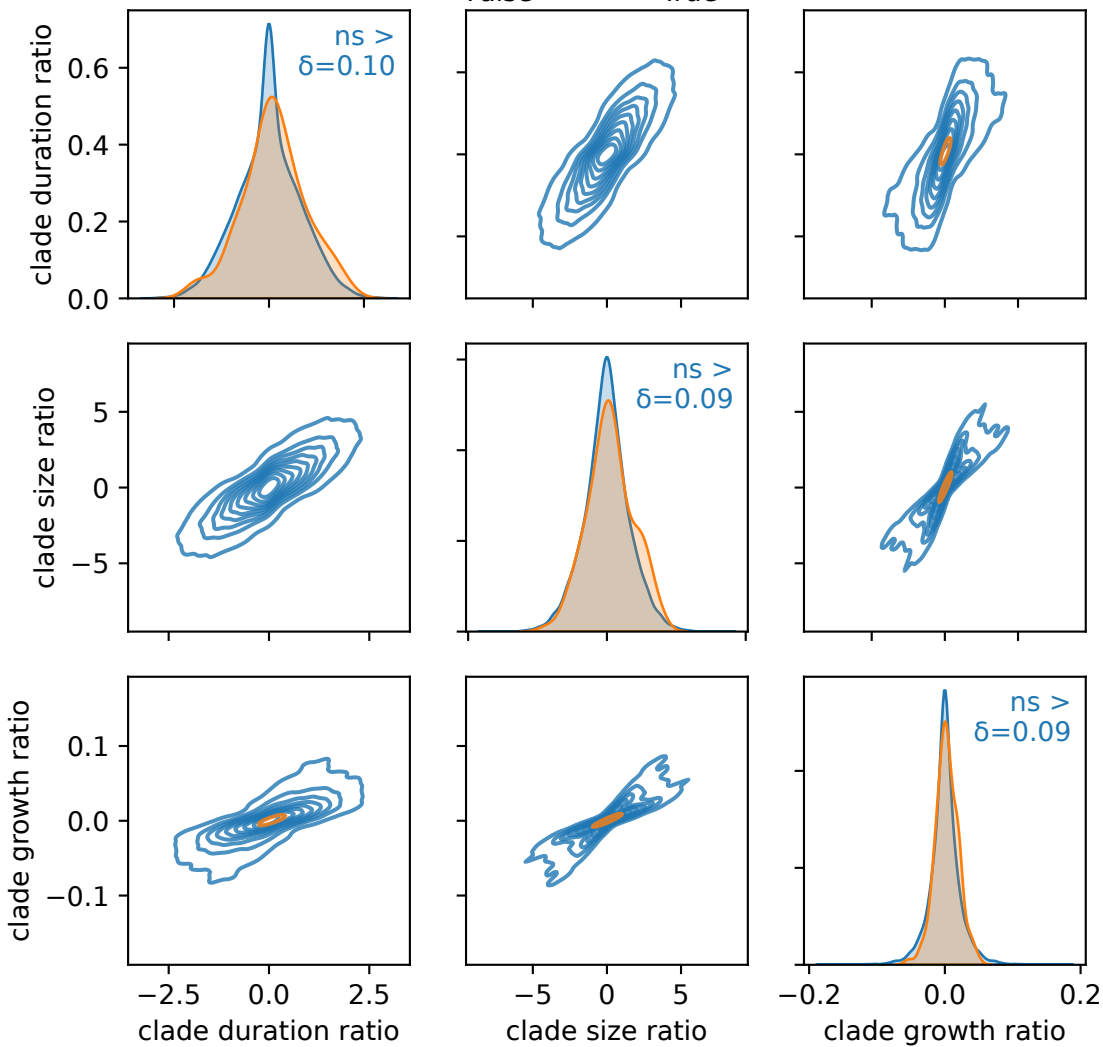 clade duration ratio
0.6
0.4
0.2
0.0
ns >
δ=0.10
clade size ratio
5
0
−5
ns >
δ=0.09
clade growth ratio
0.1
0.0
−0.1
ns >
δ=0.09
−2.5
0.0
2.5
−5
0
5
−0.2
0.0
0.2
clade duration ratio
clade size ratio
clade growth ratio